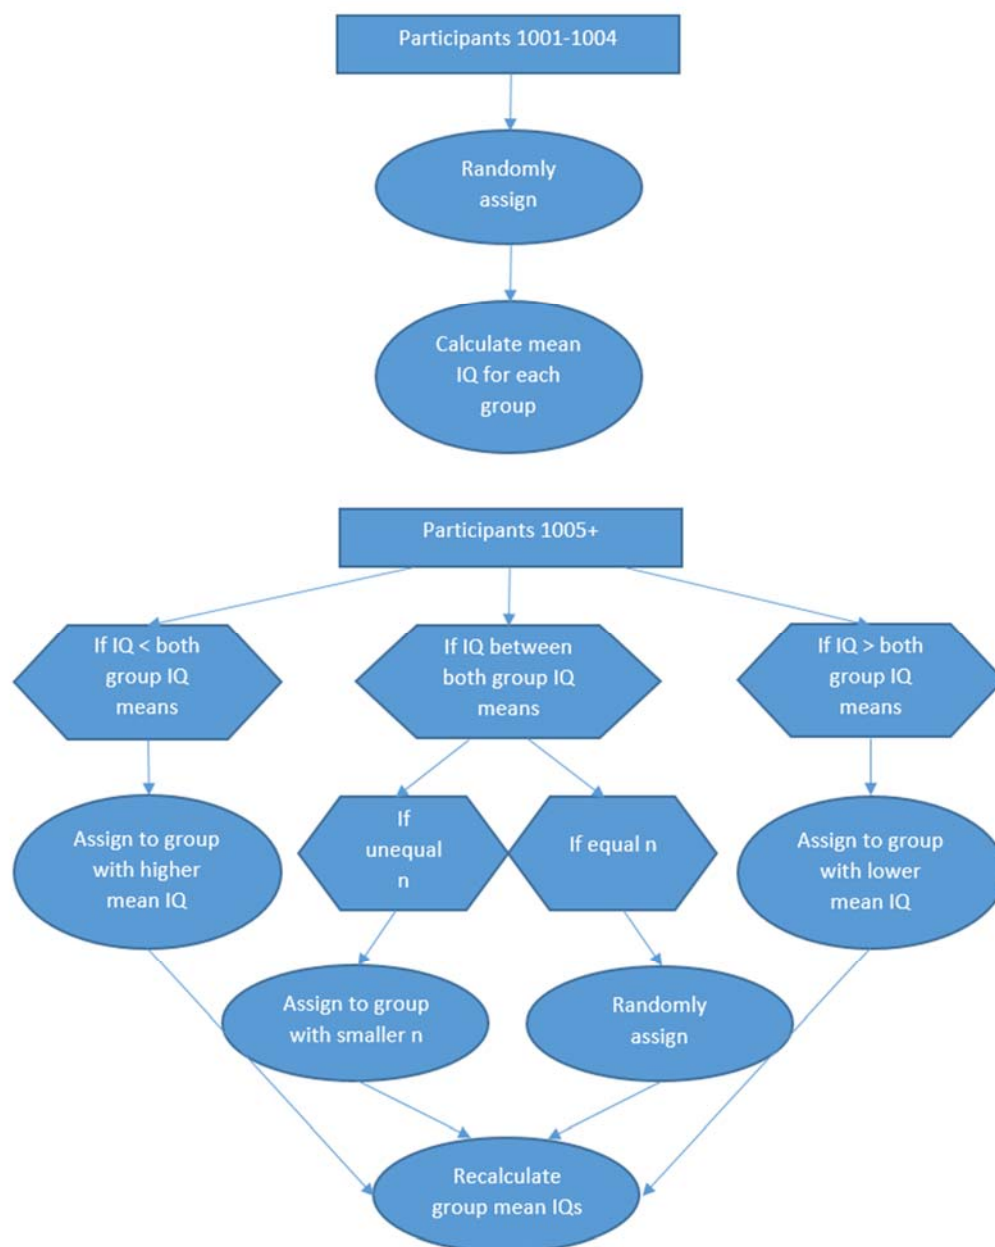 Participants 1001-1004
Randomly
assign
Calculate mean
IQ for each
group
Participants 1005+
If IQ < both
group IQ
means
If IQ between
both group IQ
means
If IQ > both
group IQ
means
Assign to group
with higher
mean IQ
If
unequal
n
If equal n
Assign to group
with lower
mean IQ
Assign to group
with smaller n
Randomly
assign
Recalculate
group mean IQs